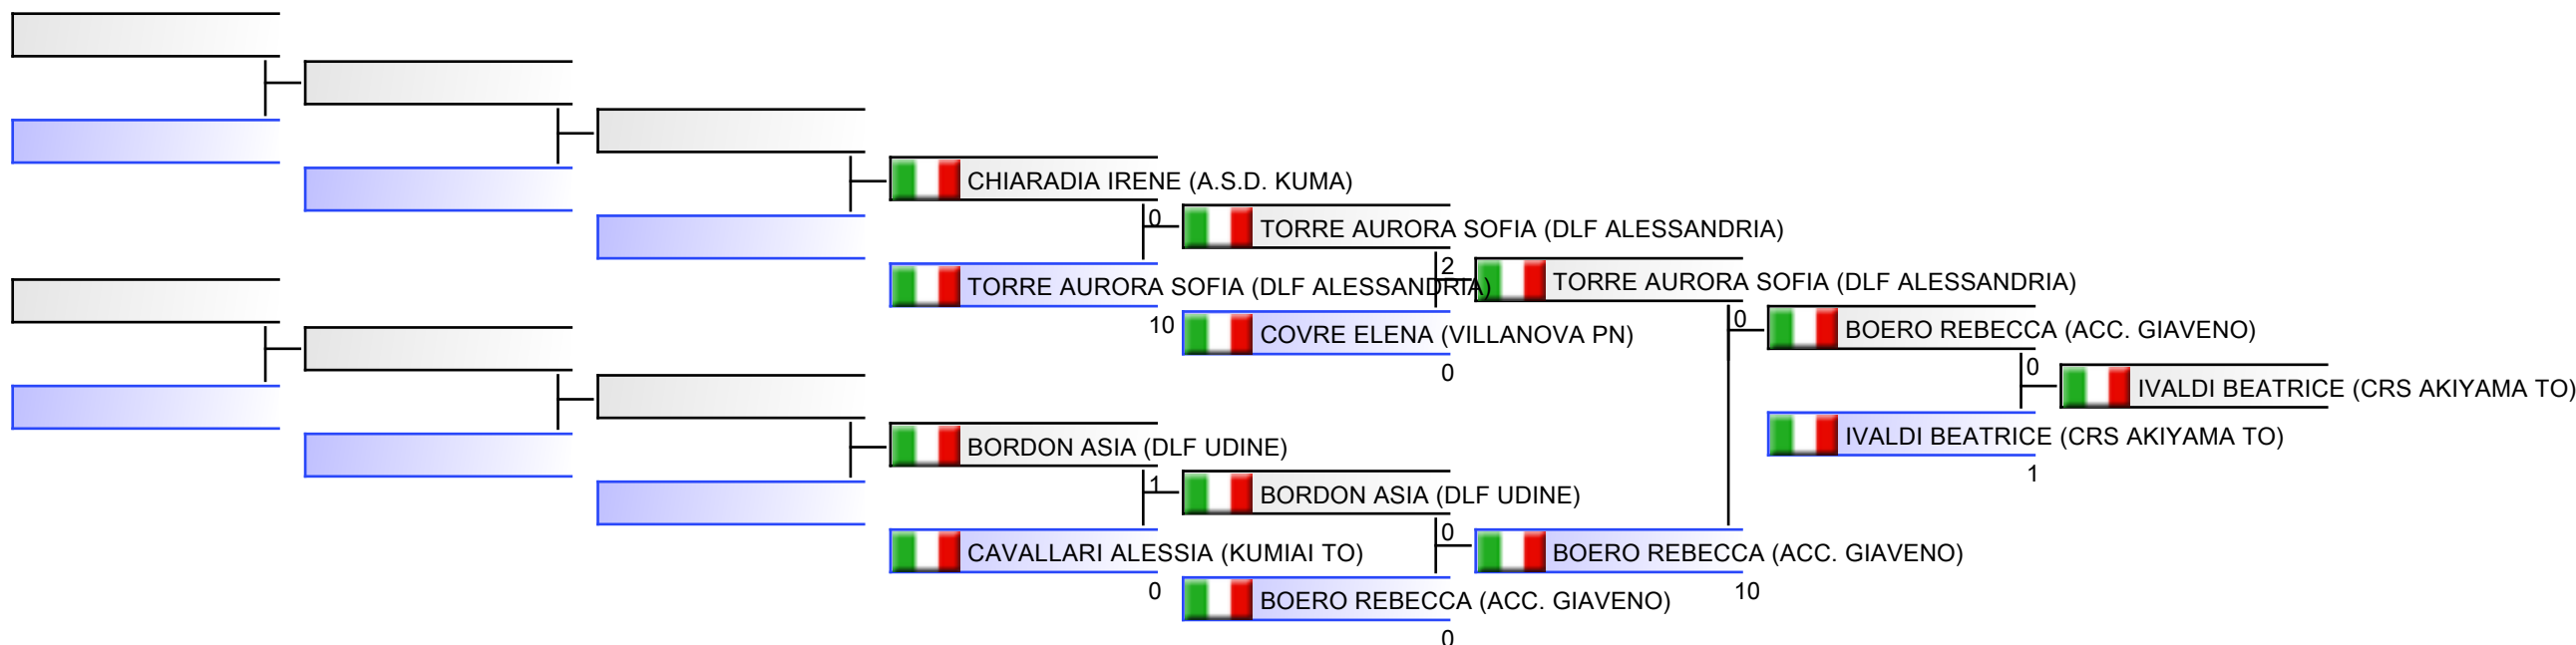 CHIARADIA IRENE (A.S.D. KUMA)
0
TORRE AURORA SOFIA (DLF ALESSANDRIA)
2
TORRE AURORA SOFIA (DLF ALESSANDRIA)
TORRE AURORA SOFIA (DLF ALESSANDRIA)
10
COVRE ELENA (VILLANOVA PN)
0
0
BOERO REBECCA (ACC. GIAVENO)
0
IVALDI BEATRICE (CRS AKIYAMA TO)
IVALDI BEATRICE (CRS AKIYAMA TO)
1
BORDON ASIA (DLF UDINE)
1
BORDON ASIA (DLF UDINE)
0
CAVALLARI ALESSIA (KUMIAI TO)
0
BOERO REBECCA (ACC. GIAVENO)
10
BOERO REBECCA (ACC. GIAVENO)
0